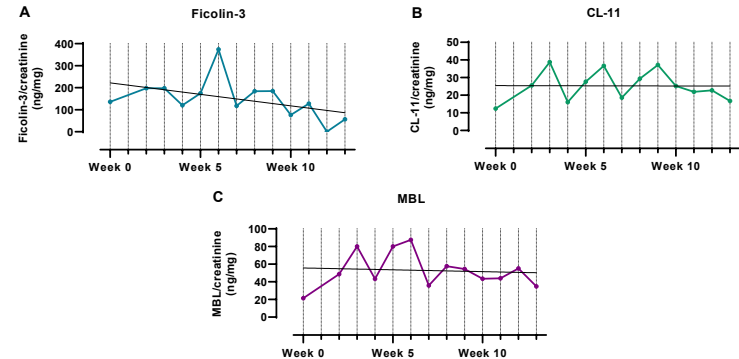 A
Ficolin-3
Ficolin-3/creatinine
(ng/mg)
400
300
200
100
0
Week 0
Week 5
Week 10
B
CL-11
CL-11/creatinine
(ng/mg)
50
40
30
20
10
0
Week 0
Week 5
Week 10
C
MBL
MBL/creatinine
(ng/mg)
100
80
60
40
20
0
Week 0
Week 5
Week 10